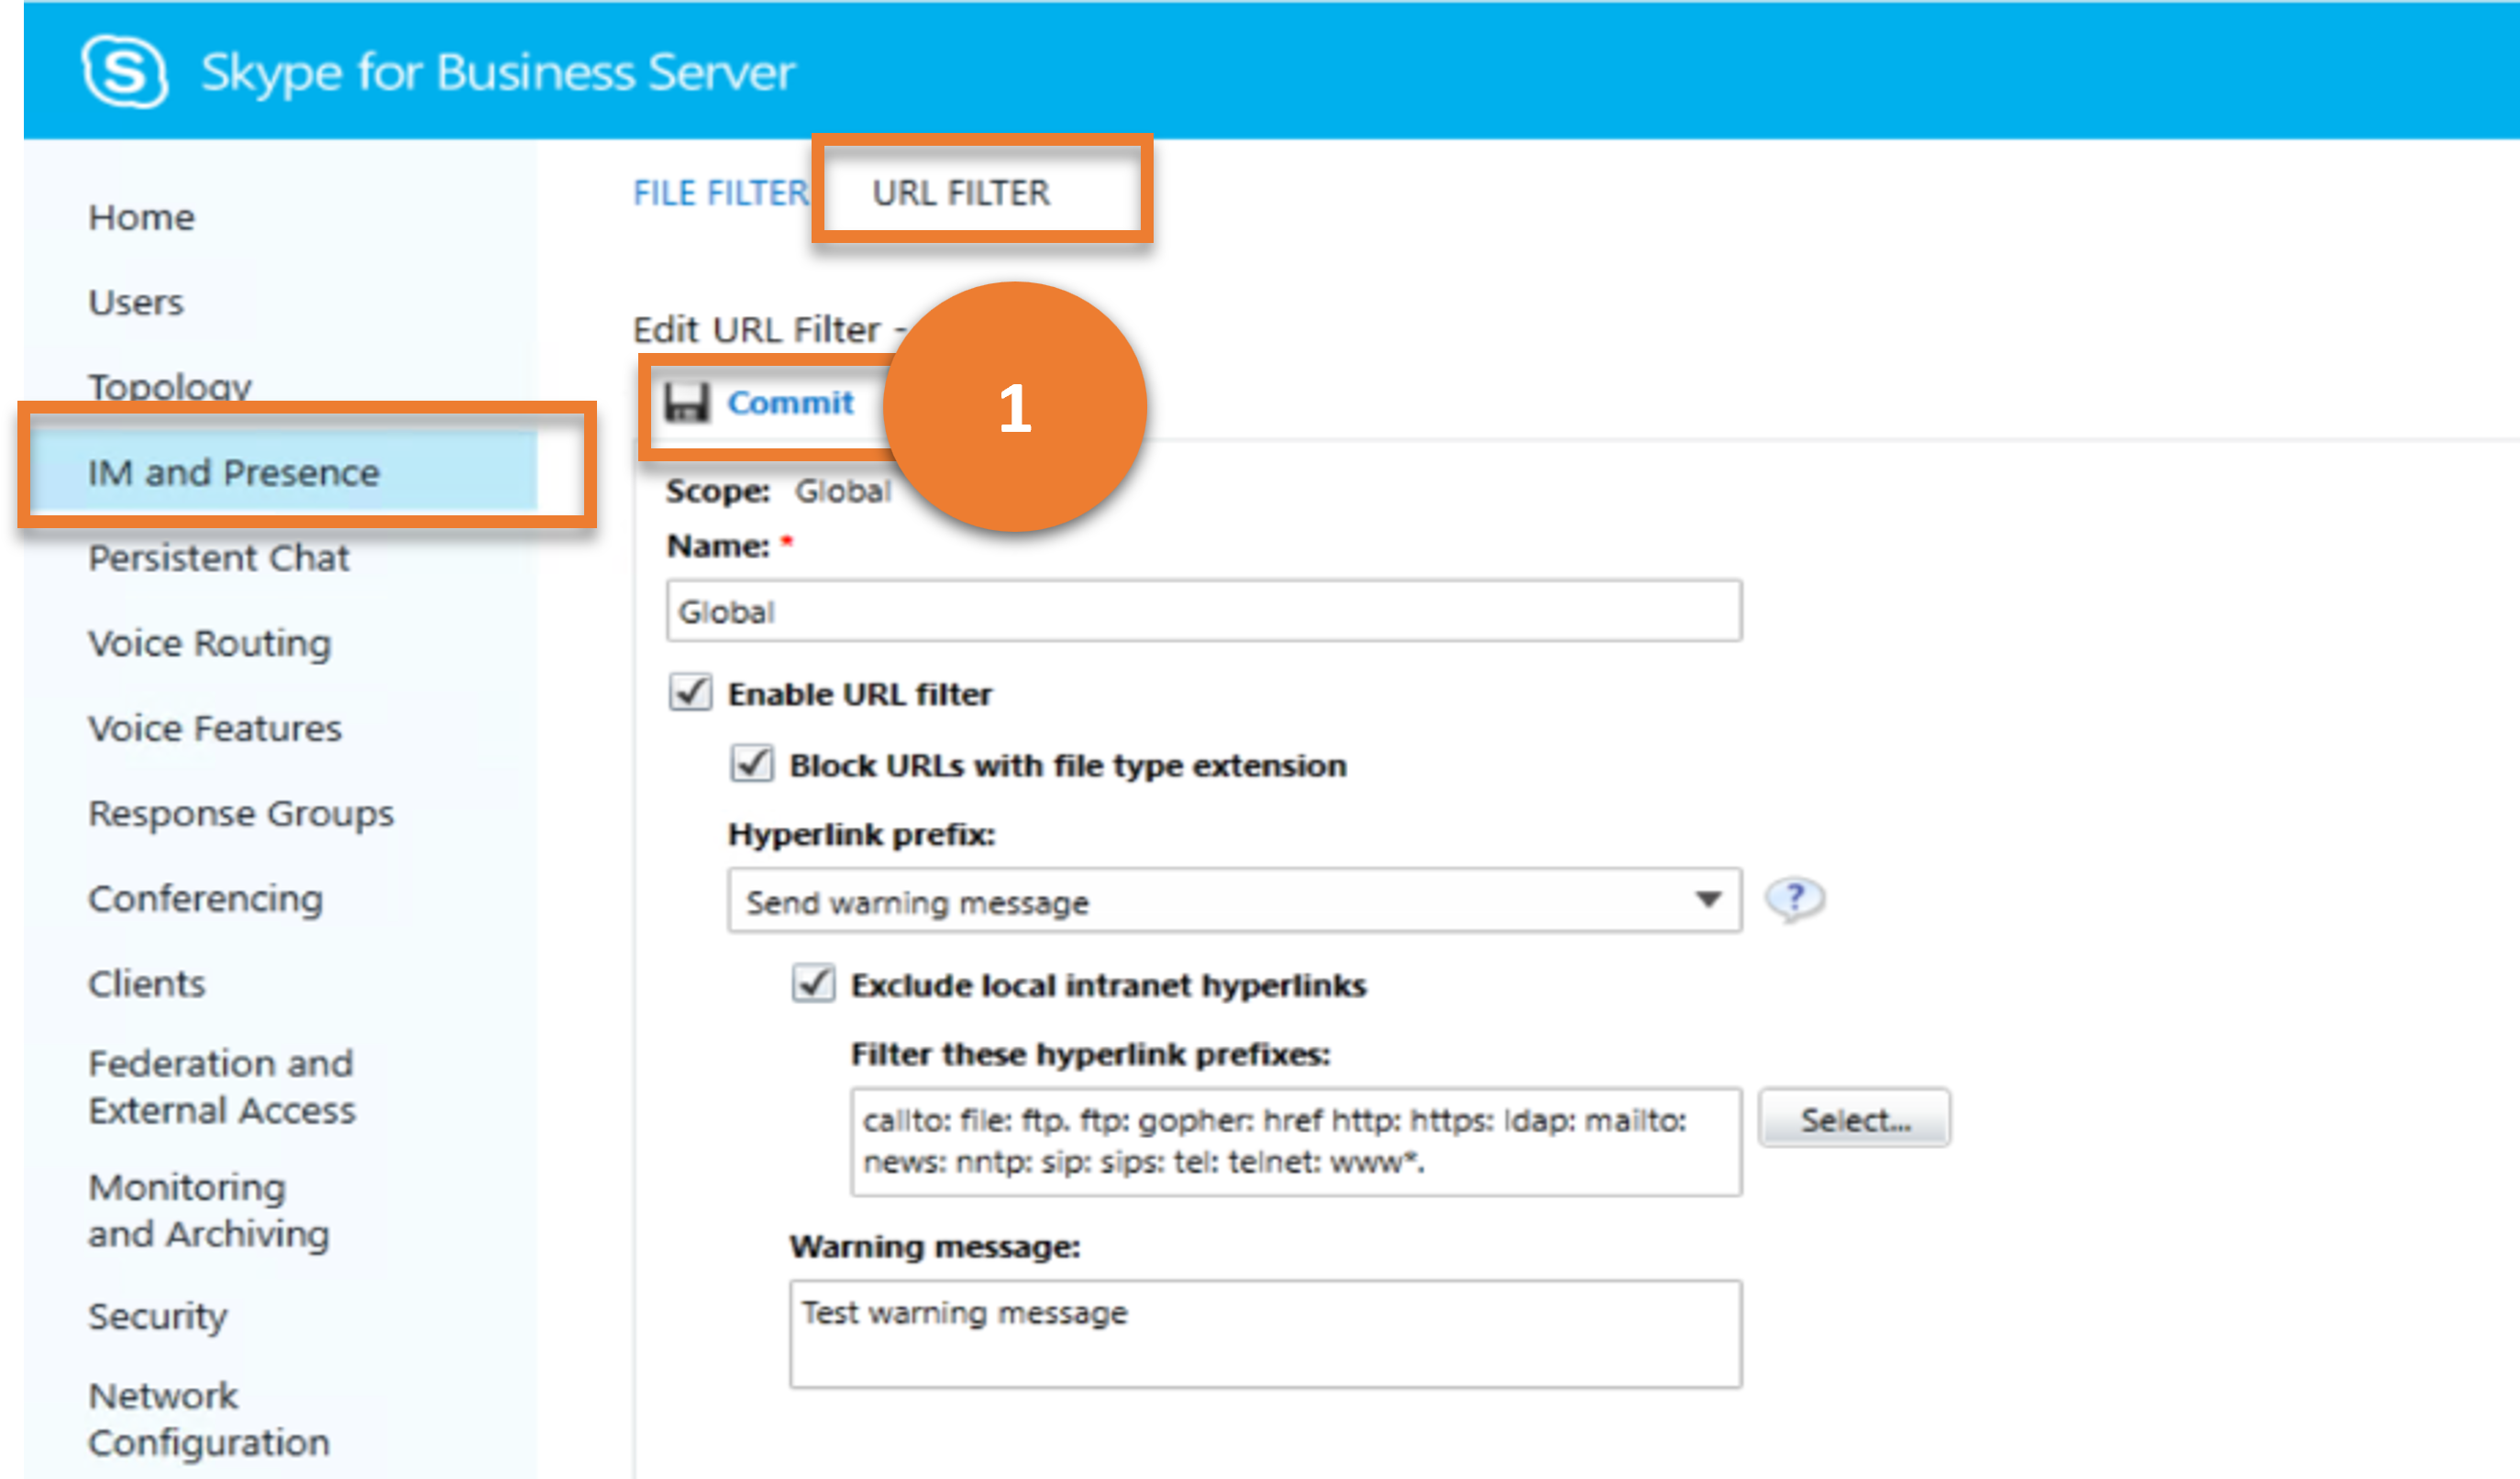 Skype for Business Server
Home
Users
Topology
IM and Presence
Persistent Chat
Voice Routing
Voice Features
Response Groups
Conferencing
Clients
Federation and
External Access
Monitoring
and Archiving
Security
Network
Configuration
FILE FILTER URL FILTER
Edit URL Filter -
Commit
1
Scope: Global
Name: *
Global
Enable URL filter
Block URLs with file type extension
Hyperlink prefix:
Send warning message
?
Exclude local intranet hyperlinks
Filter these hyperlink prefixes:
callto: file: ftp. ftp: gopher: href http: https: ldap: mailto:
news: nntp: sip: sips: tel: telnet: www*.
Select...
Warning message:
Test warning message